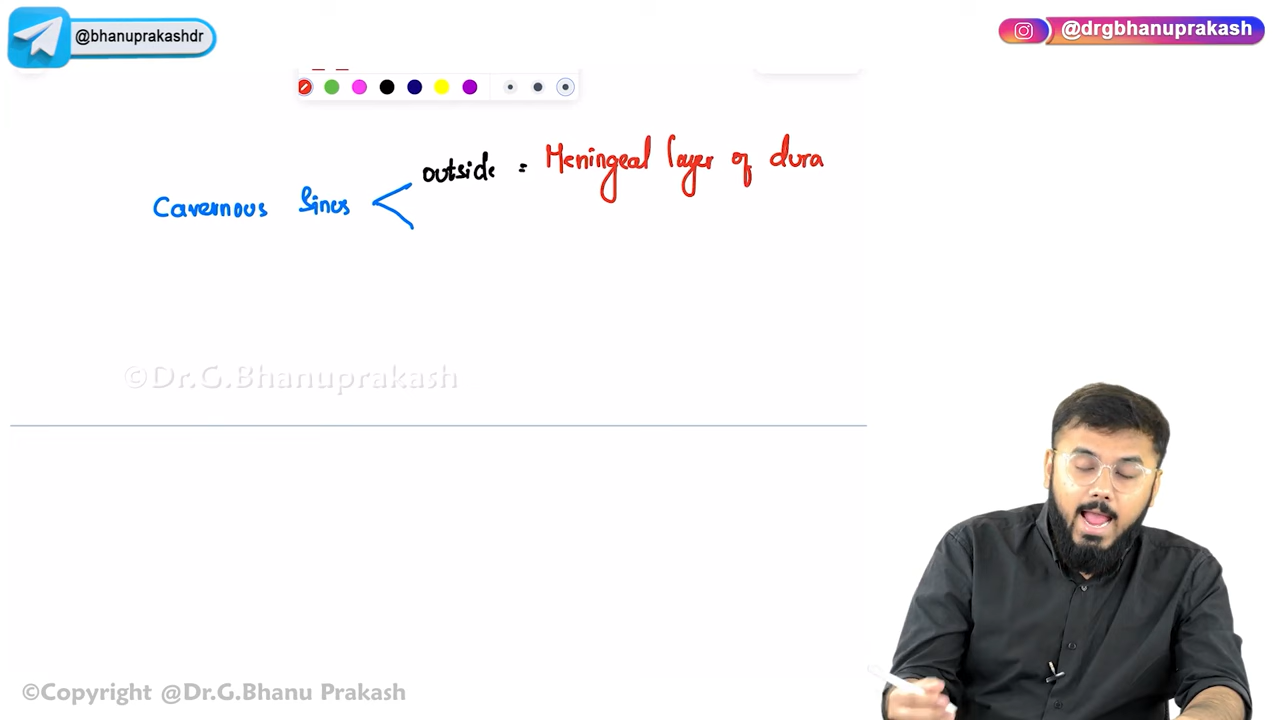 @bhanuprakashdr
@drgbhanuprakash
outside = Meningeal layer of dura
Cavernous Sinus
©Dr.G.Bhanuprakash
©Copyright @Dr.G.Bhanu Prakash